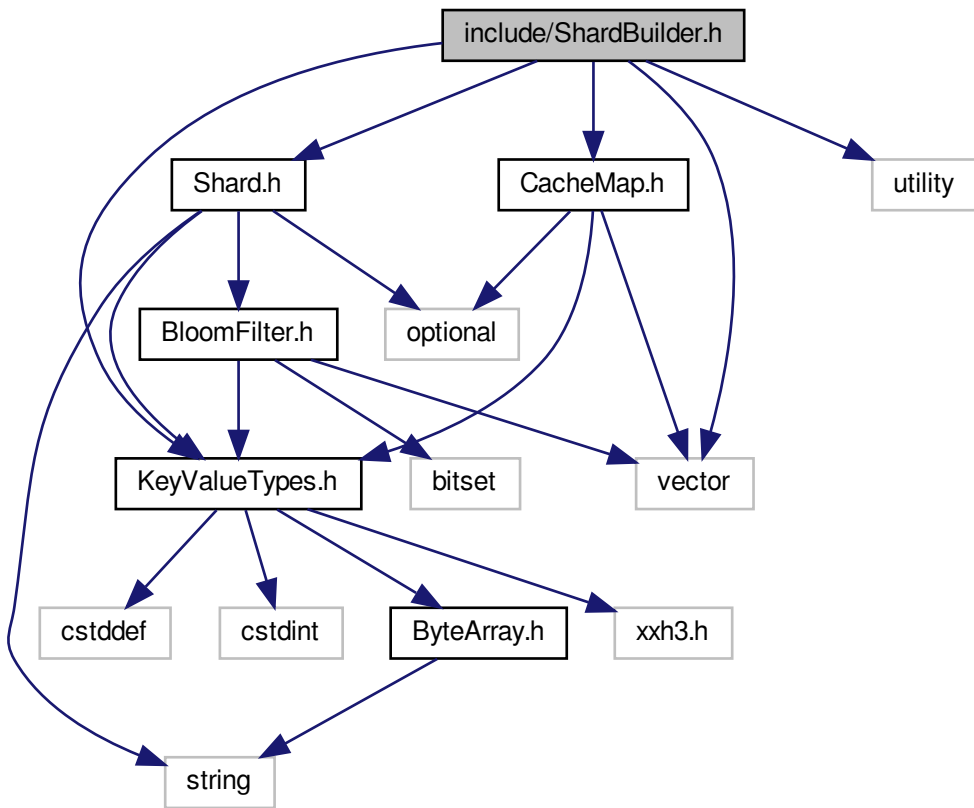 include/ShardBuilder.h
Shard.h
CacheMap.h
utility
BloomFilter.h
optional
KeyValueTypes.h
bitset
vector
cstddef
cstdint
ByteArray.h
xxh3.h
string